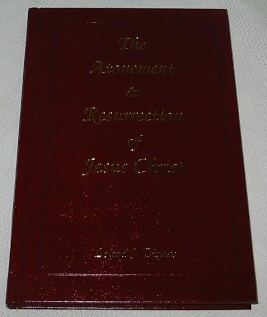 The
Atonement
&
Resurrection
of
Jesus Christ